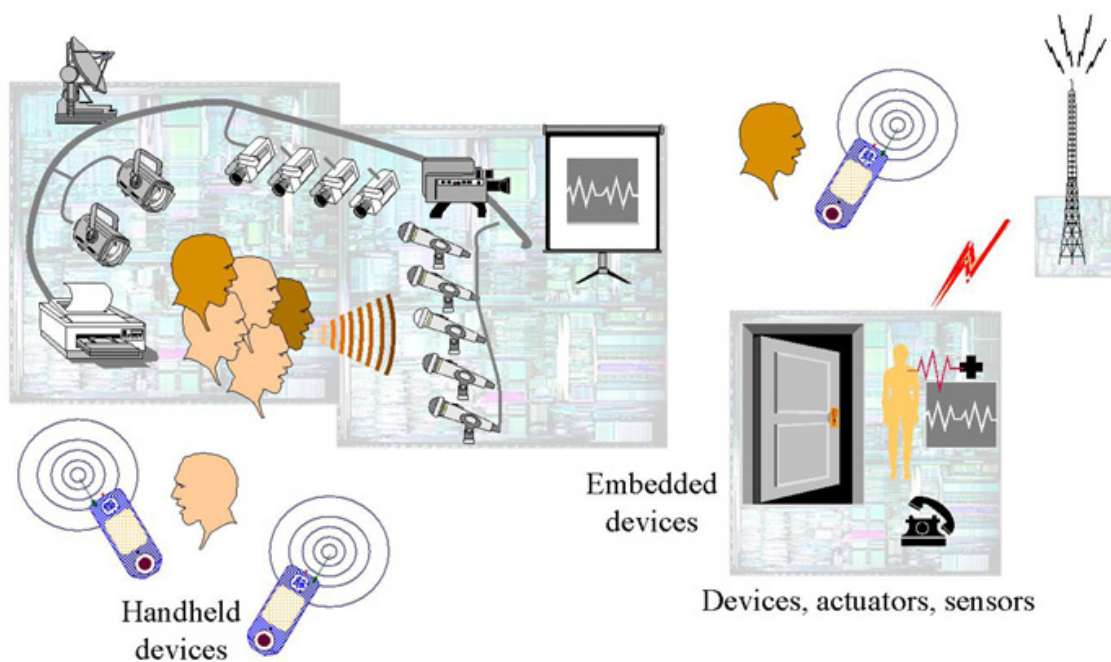 Embedded
devices
Devices, actuators, sensors
Handheld
devices